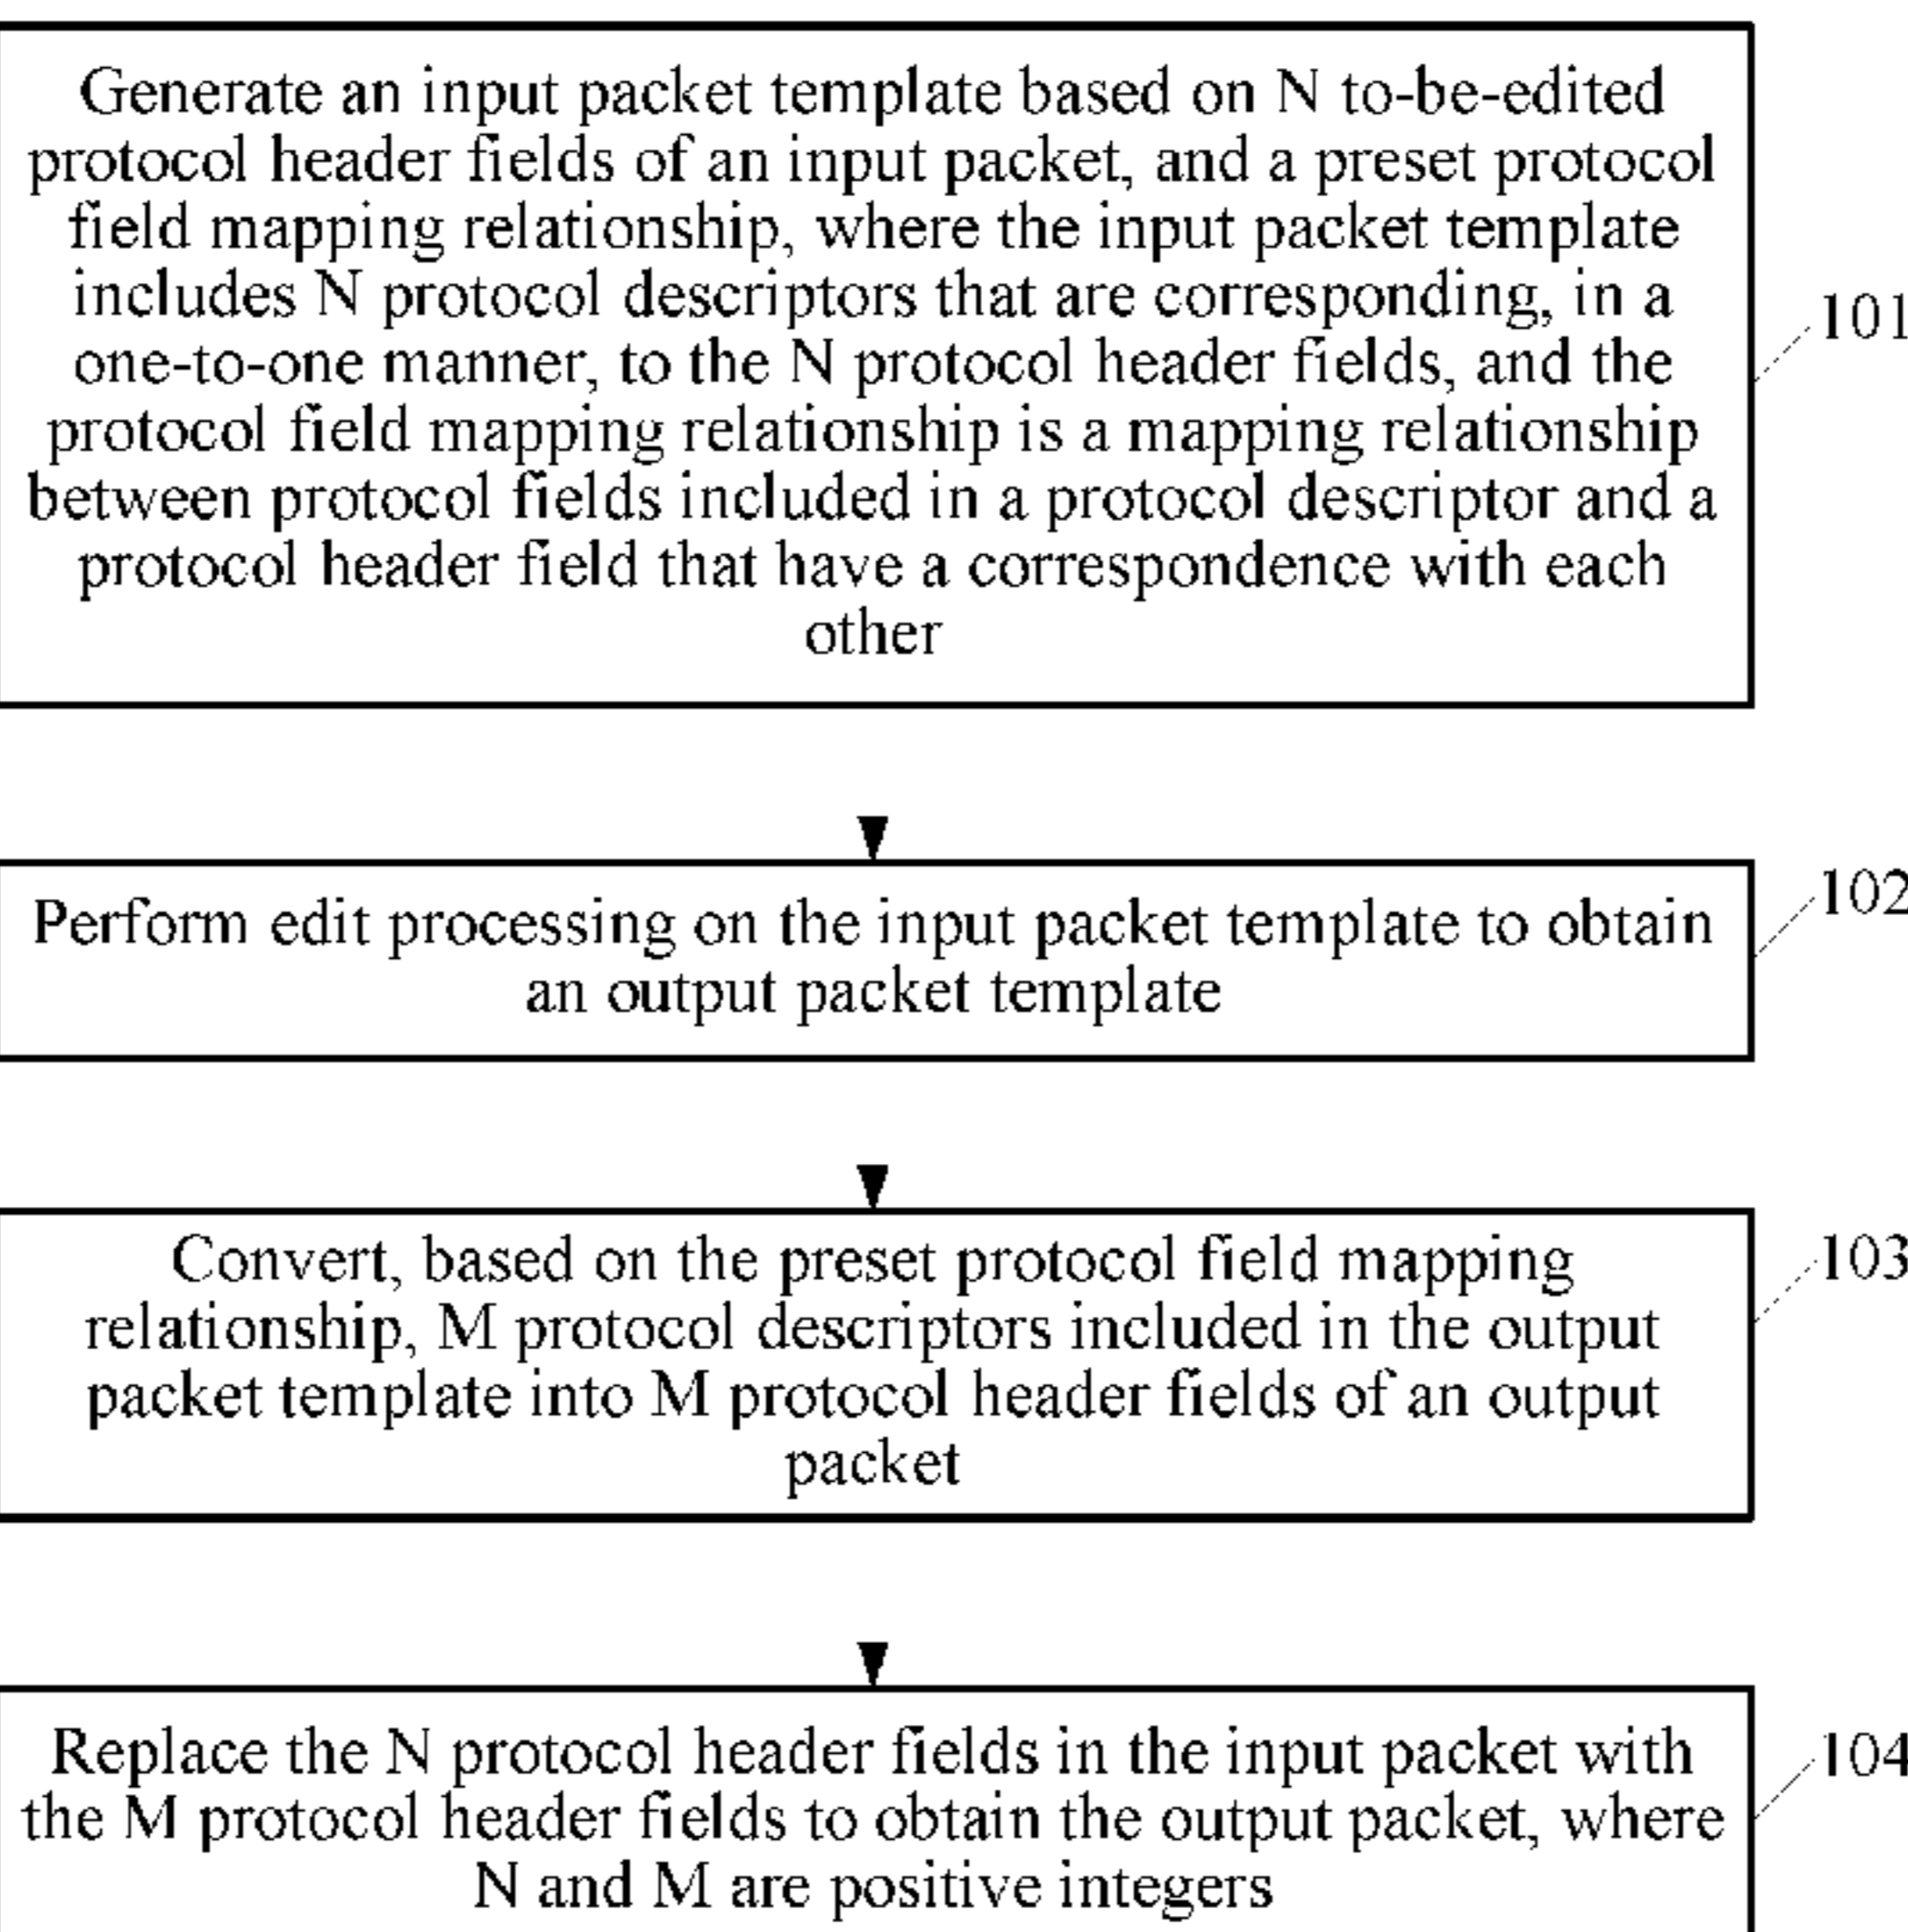 Generate an input packet template based on N to-be-edited
protocol header fields of an input packet, and a preset protocol
field mapping relationship, where the input packet template
includes N protocol descriptors that are corresponding, in a
one-to-one manner, to the N protocol header fields, and the
protocol field mapping relationship is a mapping relationship
between protocol fields included in a protocol descriptor and a
protocol header field that have a correspondence with each
other
101
Perform edit processing on the input packet template to obtain
an output packet template
102
Convert, based on the preset protocol field mapping
relationship, M protocol descriptors included in the output
packet template into M protocol header fields of an output
packet
103
Replace the N protocol header fields in the input packet with
the M protocol header fields to obtain the output packet, where
N and M are positive integers
104